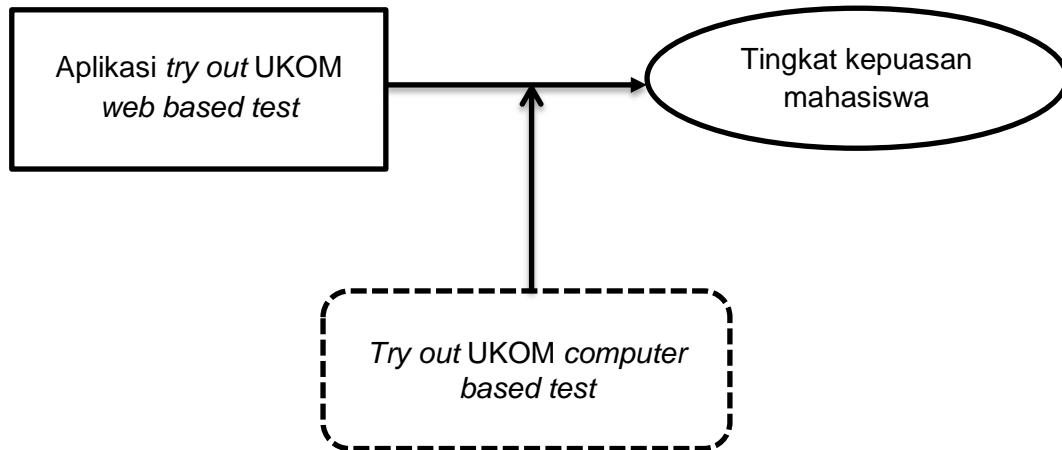 Aplikasi try out UKOM
web based test
Tingkat kepuasan
mahasiswa
Try out UKOM computer
based test